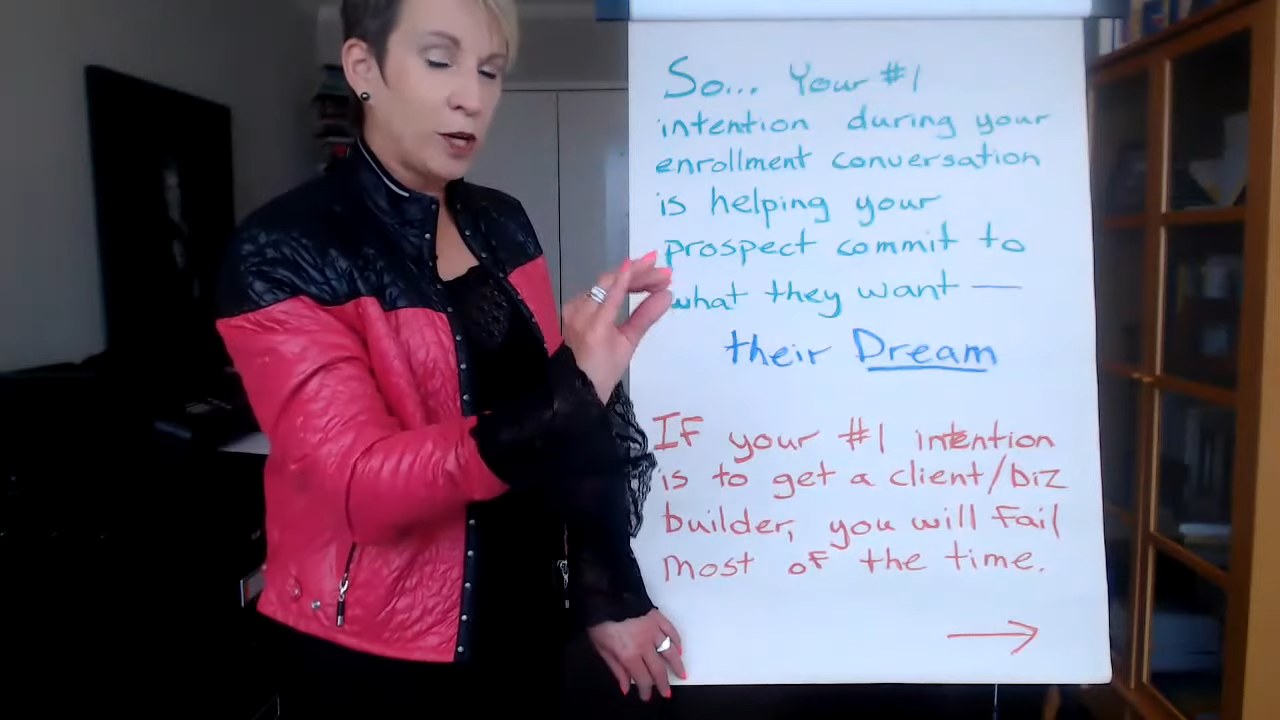 So... Your #1
intention during your
enrollment conversation
is helping your
prospect commit to
what they want —
their Dream
IF your #1 intention
is to get a client/biz
builder, you will fail
most of the time.